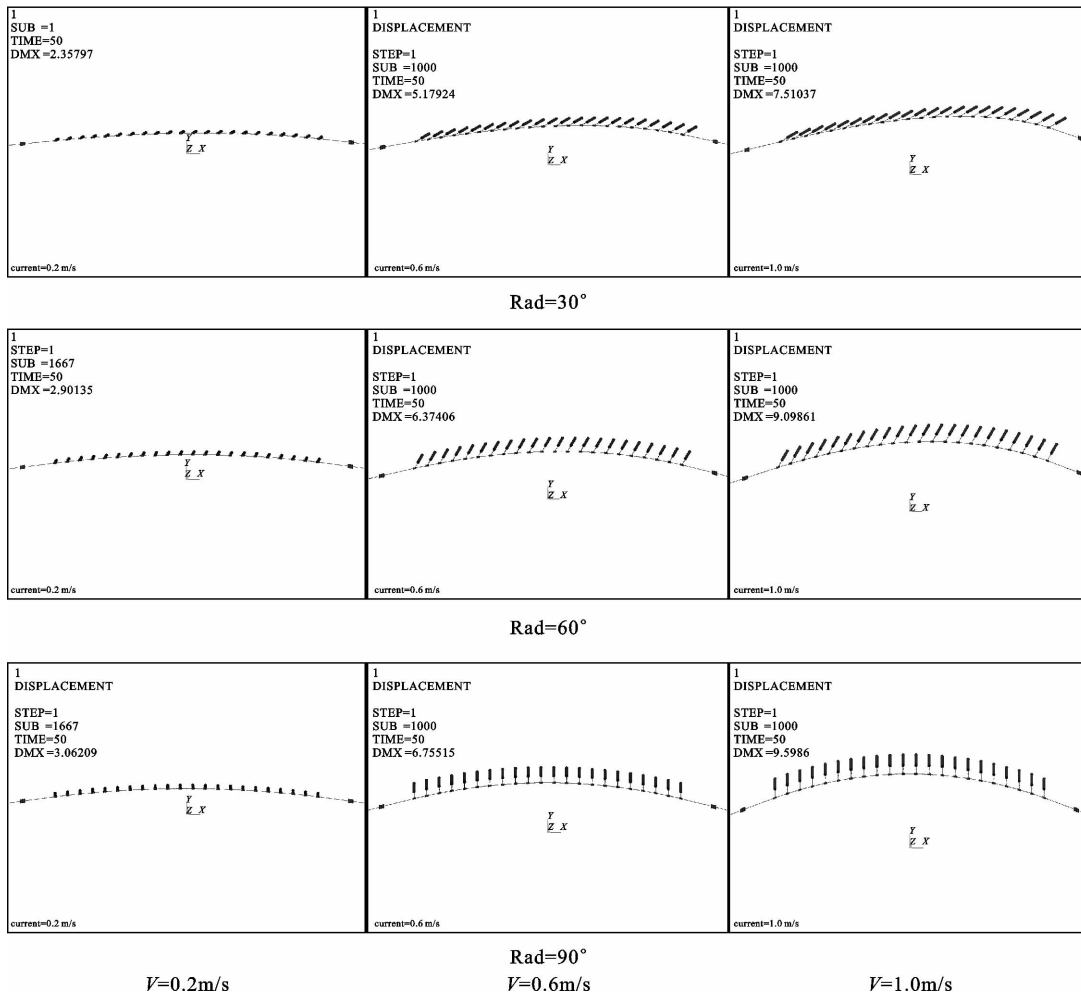 1
SUB =1
TIME=50
DMX =2.35797
Y
Z X
current=0.2 m/s
1
DISPLACEMENT
STEP=1
SUB =1000
TIME=50
DMX =5.17924
Y
Z X
current=0.6 m/s
1
DISPLACEMENT
STEP=1
SUB =1000
TIME=50
DMX =7.51037
Y
Z X
current=1.0 m/s
Rad=30°
1
STEP=1
SUB =1667
TIME=50
DMX =2.90135
Y
Z X
current=0.2 m/s
1
DISPLACEMENT
STEP=1
SUB =1000
TIME=50
DMX =6.37406
Y
Z X
current=0.6 m/s
1
DISPLACEMENT
STEP=1
SUB =1000
TIME=50
DMX =9.09861
Y
Z X
current=1.0 m/s
Rad=60°
1
DISPLACEMENT
STEP=1
SUB =1667
TIME=50
DMX =3.06209
Y
Z X
current=0.2 m/s
1
DISPLACEMENT
STEP=1
SUB =1000
TIME=50
DMX =6.75515
Y
Z X
current=0.6 m/s
1
DISPLACEMENT
STEP=1
SUB =1000
TIME=50
DMX =9.5986
Y
Z X
current=1.0 m/s
Rad=90°
V=0.2m/s
V=0.6m/s
V=1.0m/s